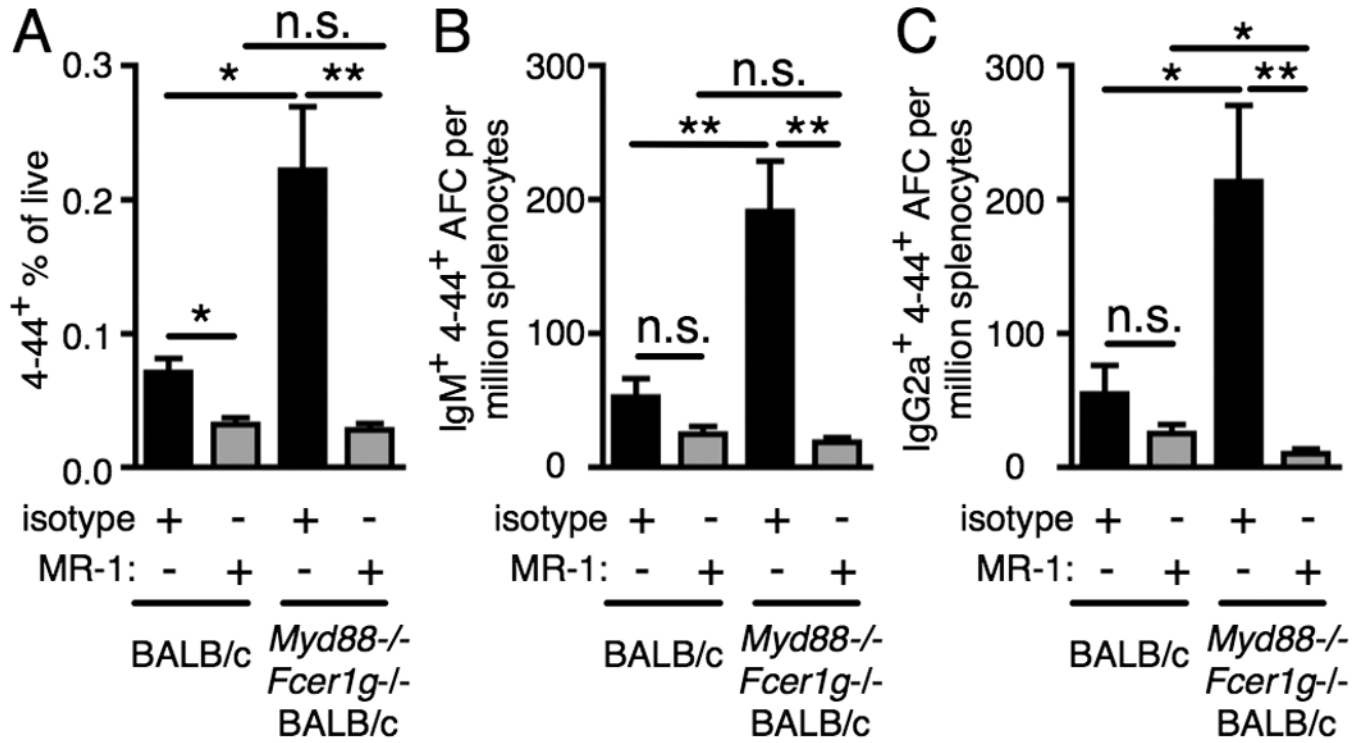 A
4-44+ % of live
0.3
0.2
0.1
0.0
n.s.
*
**
*
isotype + - + -
MR-1: - + - +
BALB/c
Myd88-/-
Fcer1g-/-
BALB/c
B
IgM+ 4-44+ AFC per
million splenocytes
300
200
100
0
n.s.
**
**
n.s.
isotype + - + -
MR-1: - + - +
BALB/c
Myd88-/-
Fcer1g-/-
BALB/c
C
IgG2a+ 4-44+ AFC per
million splenocytes
300
200
100
0
*
*
**
n.s.
isotype + - + -
MR-1: - + - +
BALB/c
Myd88-/-
Fcer1g-/-
BALB/c